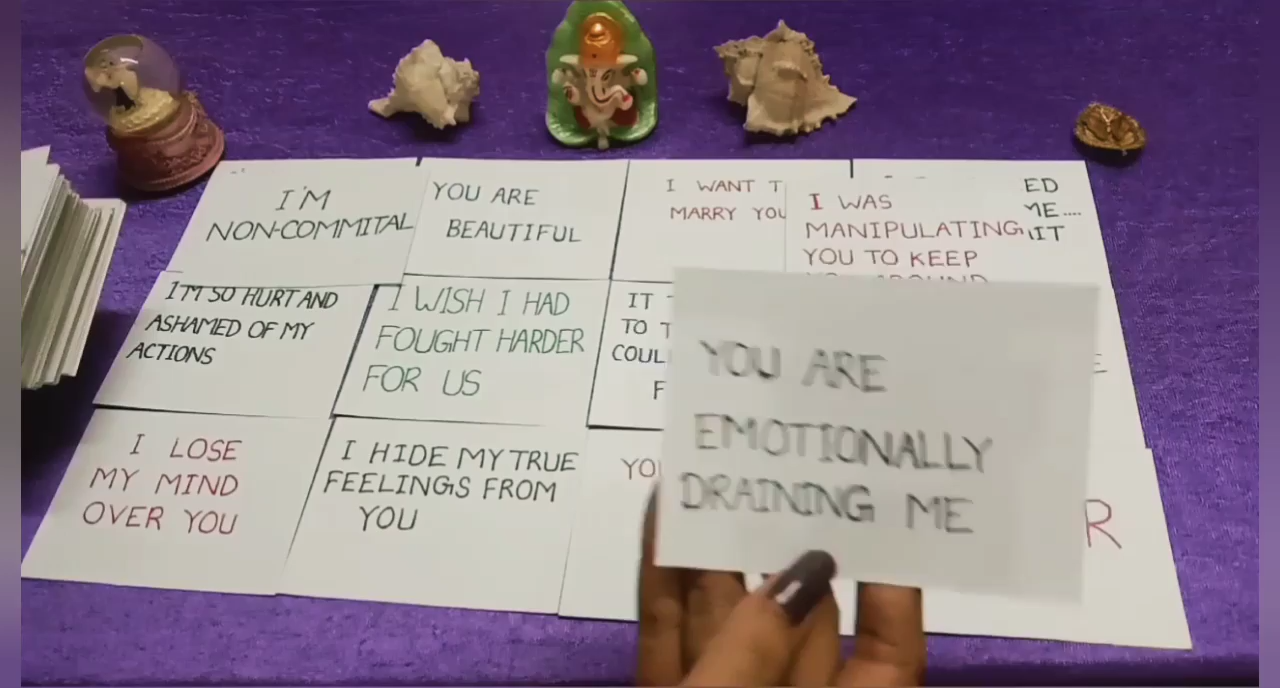 I'M
NON-COMMITAL
YOU ARE
BEAUTIFUL
I WANT T
MARRY YOU
I WAS
MANIPULATING
YOU TO KEEP
ED
ME....
IT
I'M SO HURT AND
ASHAMED OF MY
ACTIONS
I WISH I HAD
FOUGHT HARDER
FOR US
IT
TO T
COUL
F
E
YOU ARE
EMOTIONALLY
DRAINING ME
I LOSE
MY MIND
OVER YOU
I HIDE MY TRUE
FEELINGS FROM
YOU
YO
R